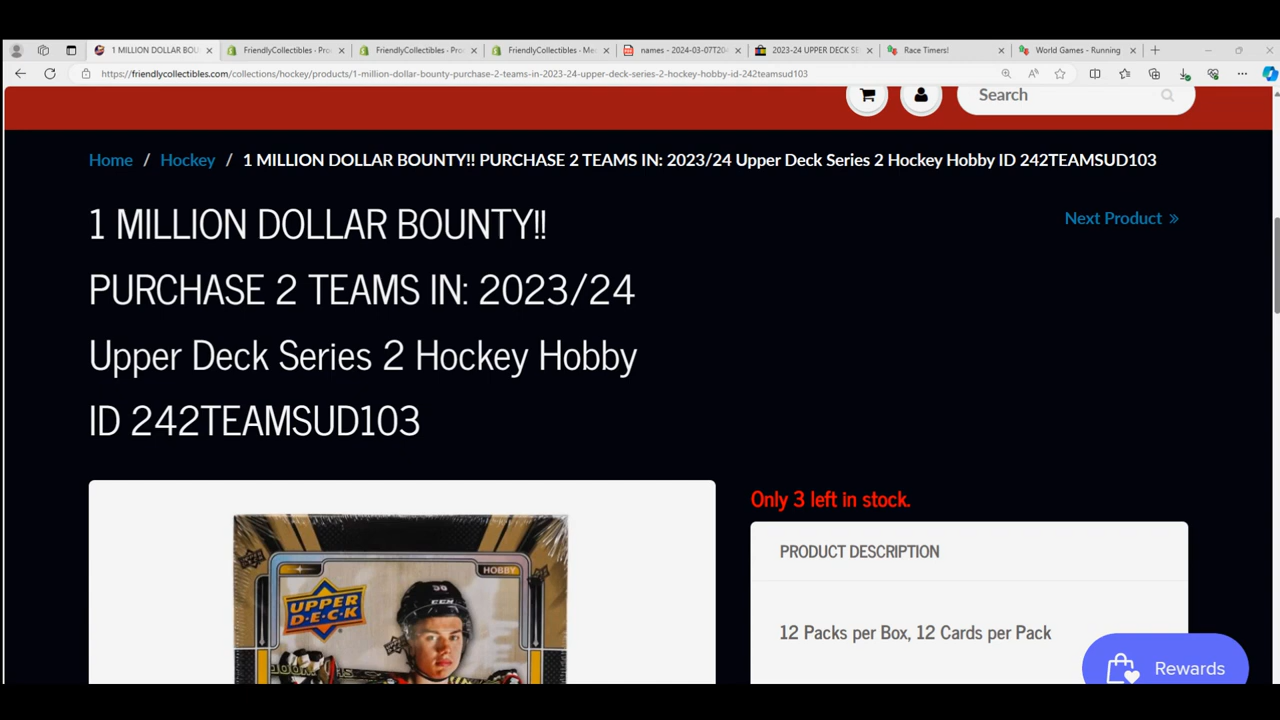 1 MILLION DOLLAR BOU
FriendlyCollectibles - Pro
FriendlyCollectibles - Proc
FriendlyCollectibles - Me
names - 2024-03-07T20
2023-24 UPPER DECK SE
Race Timers!
World Games - Running
https://friendlycollectibles.com/collections/hockey/products/1-million-dollar-bounty-purchase-2-teams-in-2023-24-upper-deck-series-2-hockey-hobby-id-242teamsud103
Search
Home / Hockey / 1 MILLION DOLLAR BOUNTY!! PURCHASE 2 TEAMS IN: 2023/24 Upper Deck Series 2 Hockey Hobby ID 242TEAMSUD103
1 MILLION DOLLAR BOUNTY!!
PURCHASE 2 TEAMS IN: 2023/24
Upper Deck Series 2 Hockey Hobby
ID 242TEAMSUD103
Next Product »
Only 3 left in stock.
PRODUCT DESCRIPTION
12 Packs per Box, 12 Cards per Pack
Rewards
HOBBY
UPPER
DECK
CCM